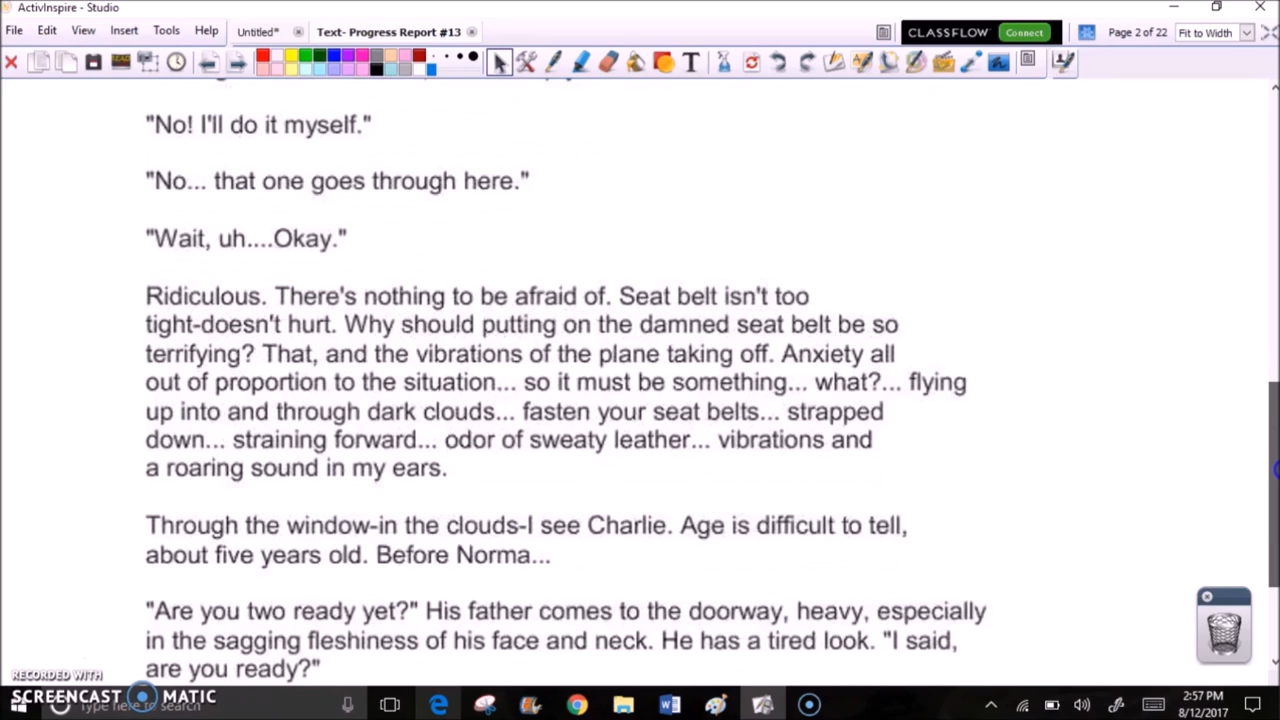 ActivInspire - Studio
File Edit View Insert Tools Help Untitled* Text- Progress Report #13 CLASSFLOW Connect Page 2 of 22 Fit to Width
"No! I'll do it myself."
"No... that one goes through here."
"Wait, uh....Okay."
Ridiculous. There's nothing to be afraid of. Seat belt isn't too
tight-doesn't hurt. Why should putting on the damned seat belt be so
terrifying? That, and the vibrations of the plane taking off. Anxiety all
out of proportion to the situation... so it must be something... what?... flying
up into and through dark clouds... fasten your seat belts... strapped
down... straining forward... odor of sweaty leather... vibrations and
a roaring sound in my ears.
Through the window-in the clouds-I see Charlie. Age is difficult to tell,
about five years old. Before Norma...
"Are you two ready yet?" His father comes to the doorway, heavy, especially
in the sagging fleshiness of his face and neck. He has a tired look. "I said,
are you ready?"
RECORDED WITH
SCREENCAST MATIC
Type here to search
2:57 PM
8/12/2017